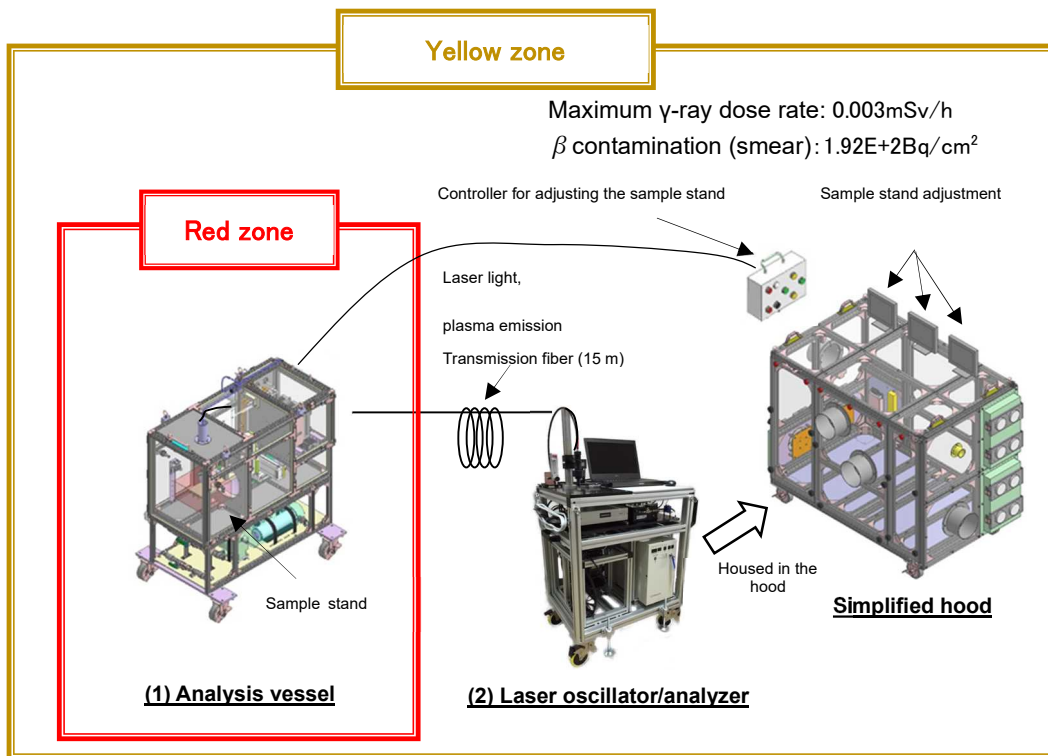 Yellow zone
Maximum γ-ray dose rate: 0.003mSv/h
β contamination (smear): 1.92E+2Bq/cm²
Controller for adjusting the sample stand
Sample stand adjustment
Red zone
Laser light,
plasma emission
Transmission fiber (15 m)
Sample stand
Housed in the
hood
Simplified hood
(1) Analysis vessel
(2) Laser oscillator/analyzer